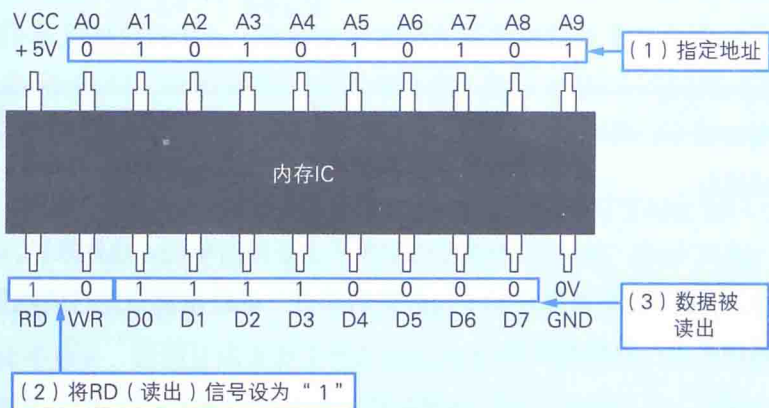 VCC A0 A1 A2 A3 A4 A5 A6 A7 A8 A9
+5V 0 1 0 1 0 1 0 1 0 1
（1）指定地址
内存IC
1 0 1 1 1 1 0 0 0 0 0V
RD WR D0 D1 D2 D3 D4 D5 D6 D7 GND
（3）数据被
读出
（2）将RD（读出）信号设为“1”